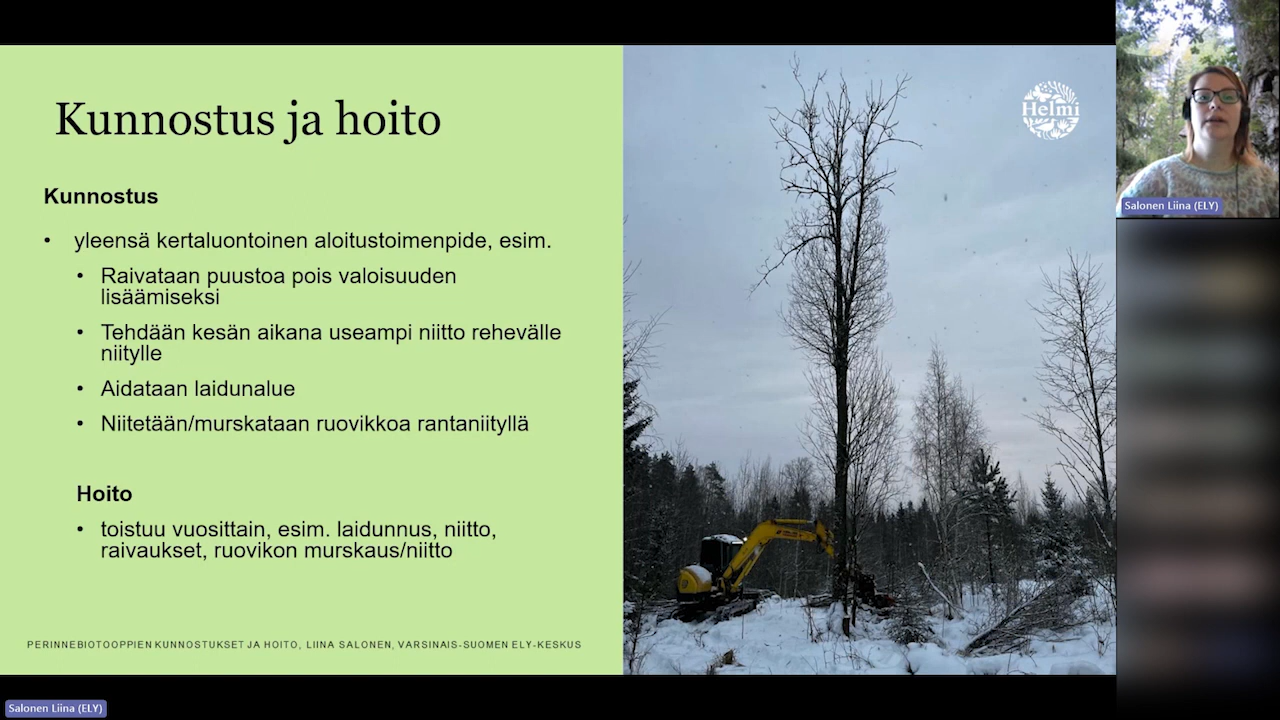 Kunnostus ja hoito
Kunnostus
• yleensä kertaluontoinen aloitustoimenpide, esim.
• Raivataan puustoa pois valoisuuden
lisäämiseksi
• Tehdään kesän aikana useampi niitto rehevälle
niitylle
• Aidataan laidunalue
• Niitetään/murskataan ruovikkoa rantaniityllä
Hoito
• toistuu vuosittain, esim. laidunnus, niitto,
raivaukset, ruovikon murskaus/niitto
PERINNEBIOTOOPPIEN KUNNOSTUKSET JA HOITO, LIINA SALONEN, VARSINAIS-SUOMEN ELY-KESKUS
Helmi
Salonen Liina (ELY)
Salonen Liina (ELY)